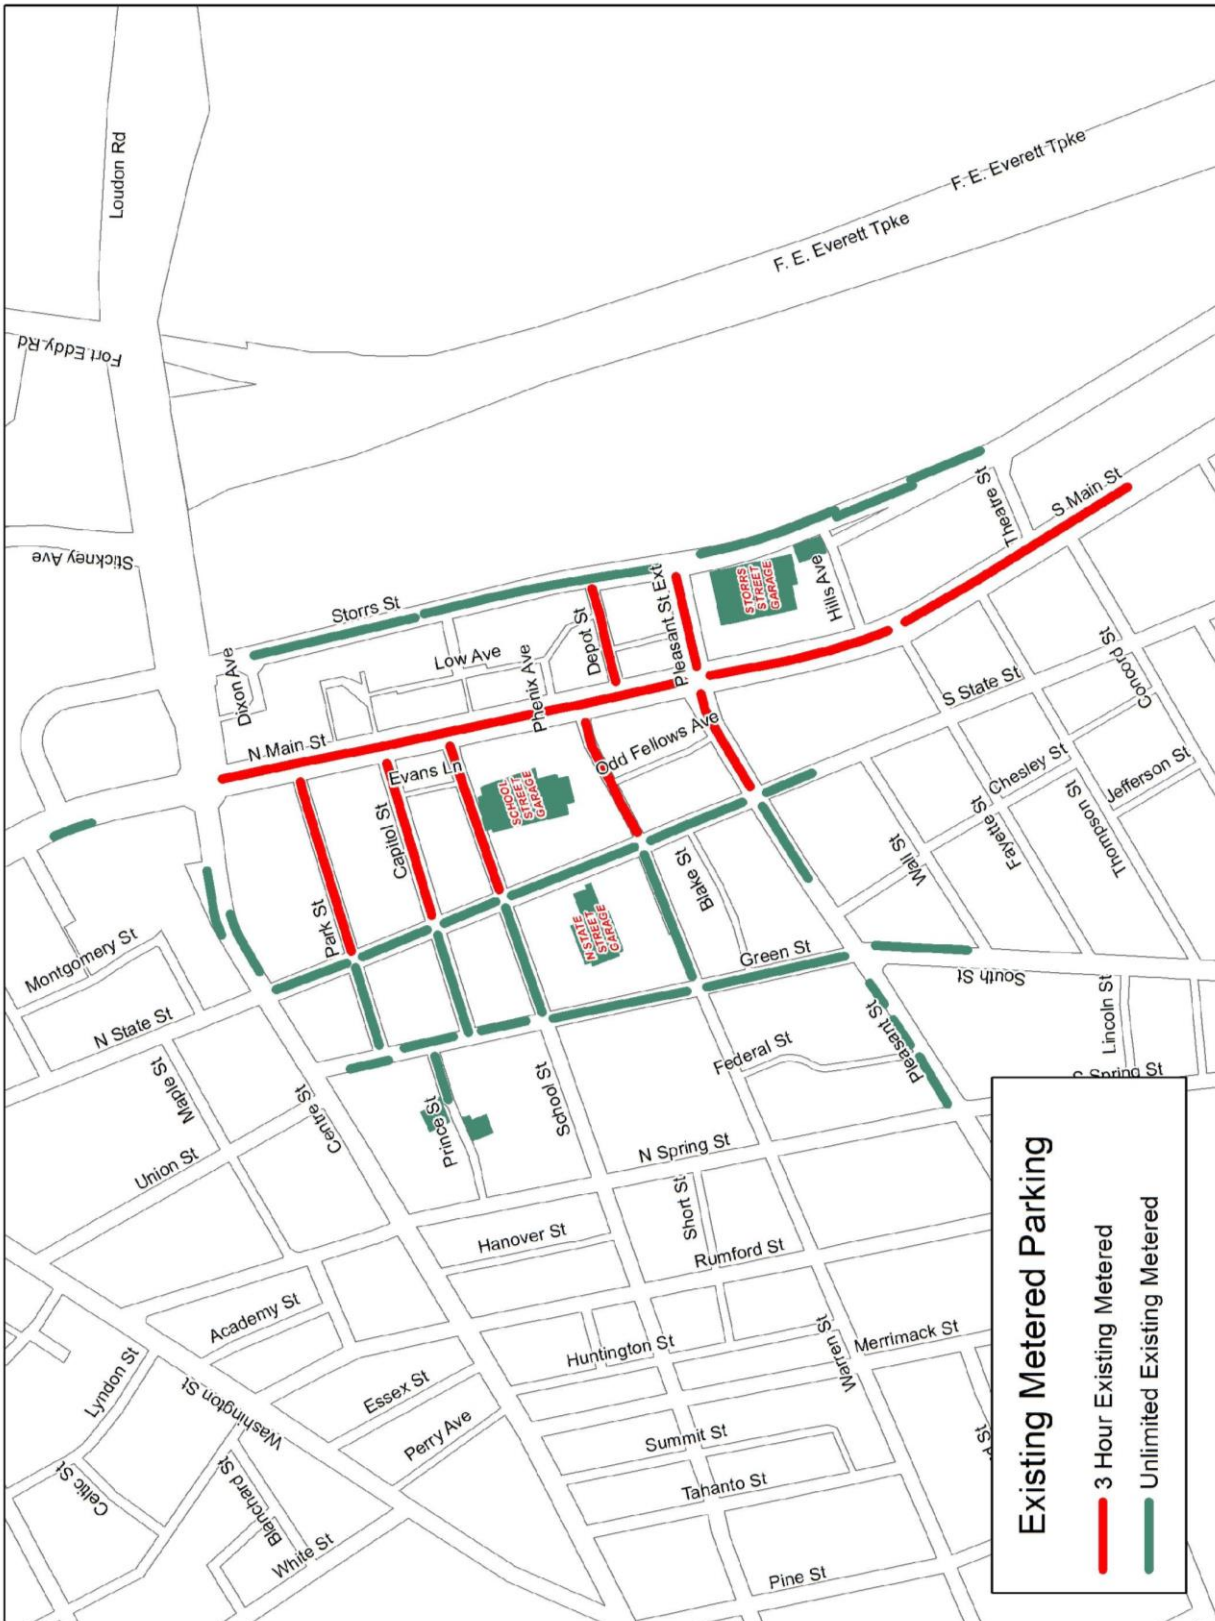 Loudon Rd
Fort Eddy Rd
F. E. Everett Tpke
F. E. Everett Tpke
Stickney Ave
Storrs St
Dixon Ave
Low Ave
N Main St
Phenix Ave
Depot St
Pleasant St Ext
STORRS
STREET
GARAGE
Hills Ave
Theatre St
S Main St
Evans Ln
Capitol St
SCHOOL
STREET
GARAGE
Odd Fellows Ave
S State St
Concord St
Chesley St
Jefferson St
Fayette St
Thompson St
Wall St
Blake St
Park St
N STATE
STREET
GARAGE
Green St
South St
Montgomery St
N State St
Maple St
Centre St
Prince St
School St
Federal St
Pleasant St
Lincoln St
S Spring St
Union St
N Spring St
Short St
Hanover St
Rumford St
Academy St
Huntington St
Warren St
Merrimack St
Lyndon St
Washington St
Essex St
Perry Ave
Summit St
Tahanto St
Celtic St
Blanchard St
White St
Pine St
d St
Existing Metered Parking
3 Hour Existing Metered
Unlimited Existing Metered